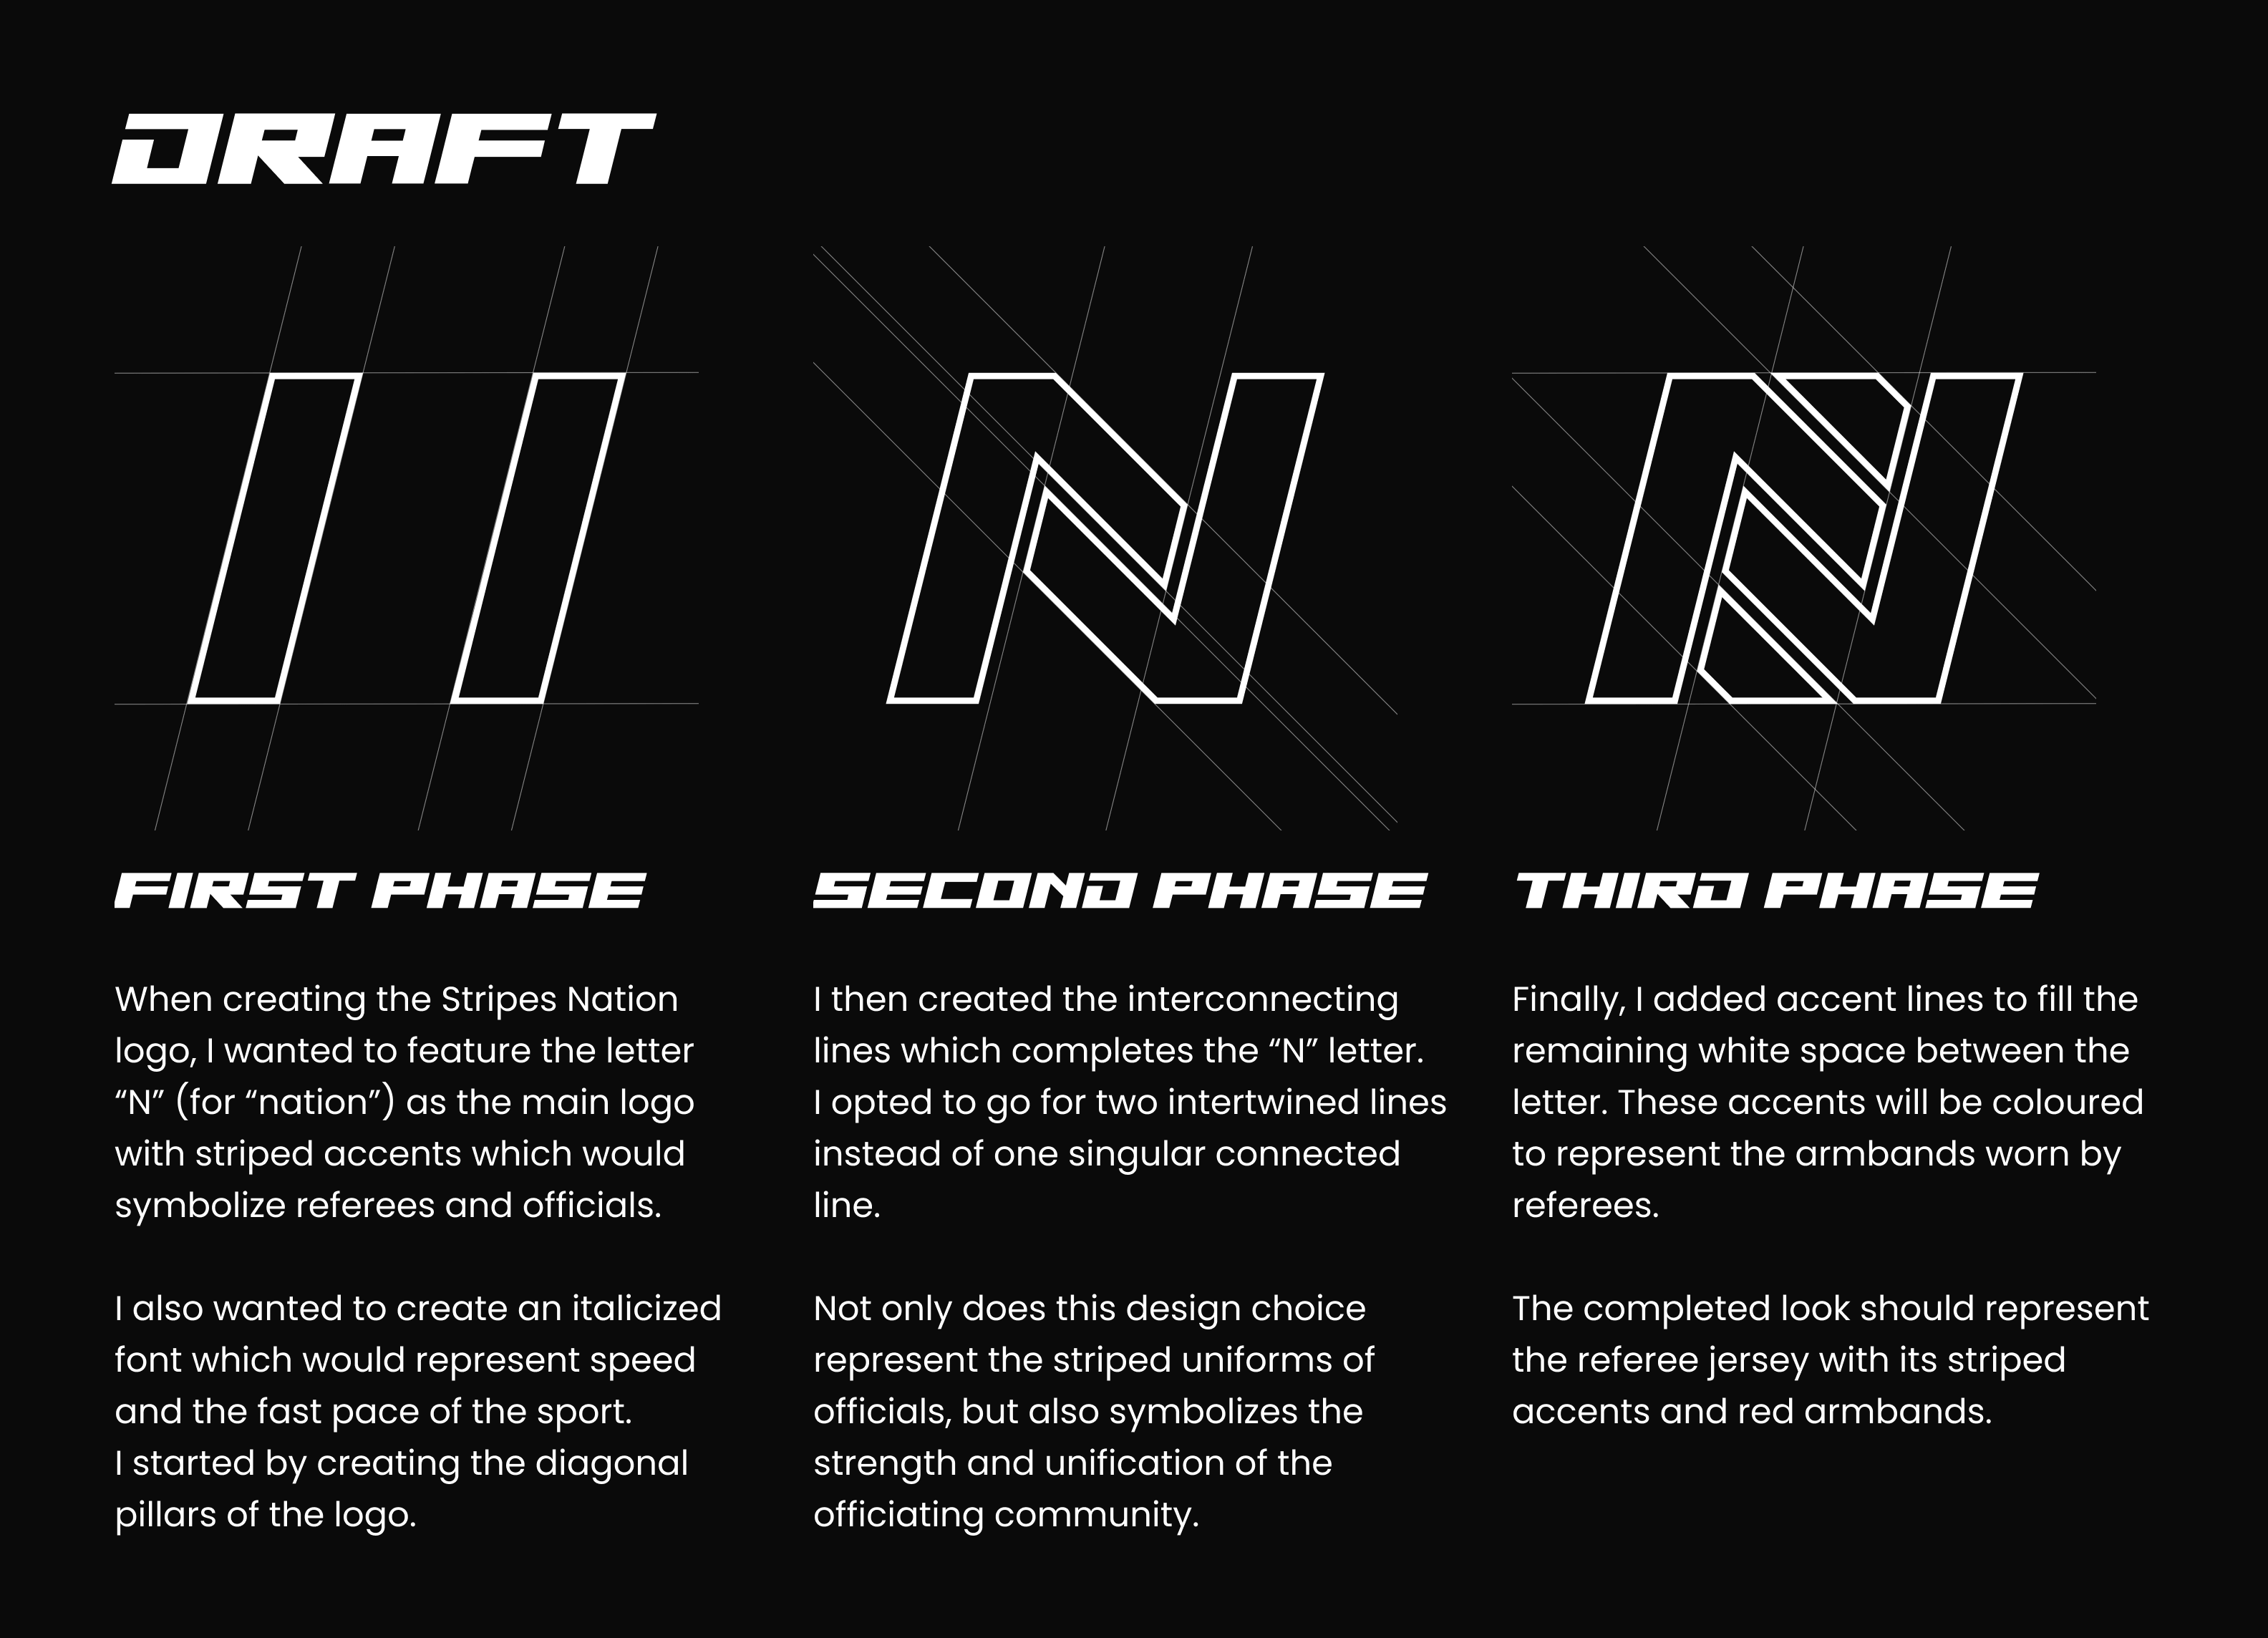 DRAFT
FIRST PHASE
When creating the Stripes Nation
logo, I wanted to feature the letter
“N” (for “nation”) as the main logo
with striped accents which would
symbolize referees and officials.
I also wanted to create an italicized
font which would represent speed
and the fast pace of the sport.
I started by creating the diagonal
pillars of the logo.
SECOND PHASE
I then created the interconnecting
lines which completes the “N” letter.
I opted to go for two intertwined lines
instead of one singular connected
line.
Not only does this design choice
represent the striped uniforms of
officials, but also symbolizes the
strength and unification of the
officiating community.
THIRD PHASE
Finally, I added accent lines to fill the
remaining white space between the
letter. These accents will be coloured
to represent the armbands worn by
referees.
The completed look should represent
the referee jersey with its striped
accents and red armbands.